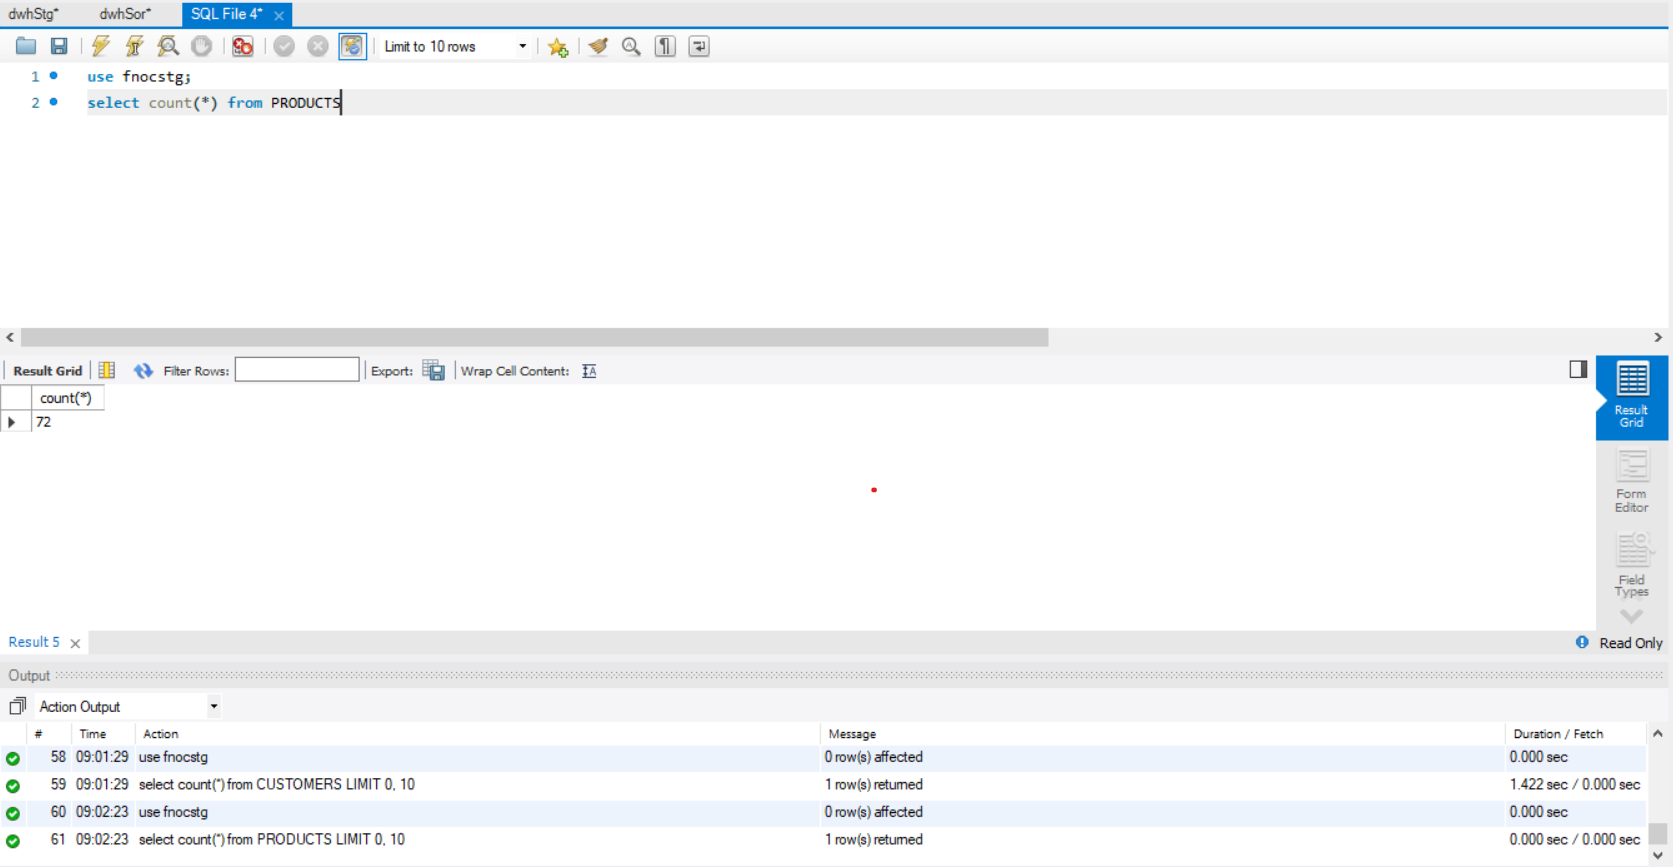 dwhStg* dwhSor* SQL File 4* ×
Limit to 10 rows
1 use fnocstg;
2 select count(*) from PRODUCTS
Result Grid Filter Rows: Export: Wrap Cell Content: IA
count(*)
72
Result Grid
Form Editor
Field Types
Result 5 × Read Only
Output
Action Output
# Time Action Message Duration / Fetch
58 09:01:29 use fnocstg 0 row(s) affected 0.000 sec
59 09:01:29 select count(*) from CUSTOMERS LIMIT 0, 10 1 row(s) returned 1.422 sec / 0.000 sec
60 09:02:23 use fnocstg 0 row(s) affected 0.000 sec
61 09:02:23 select count(*) from PRODUCTS LIMIT 0, 10 1 row(s) returned 0.000 sec / 0.000 sec